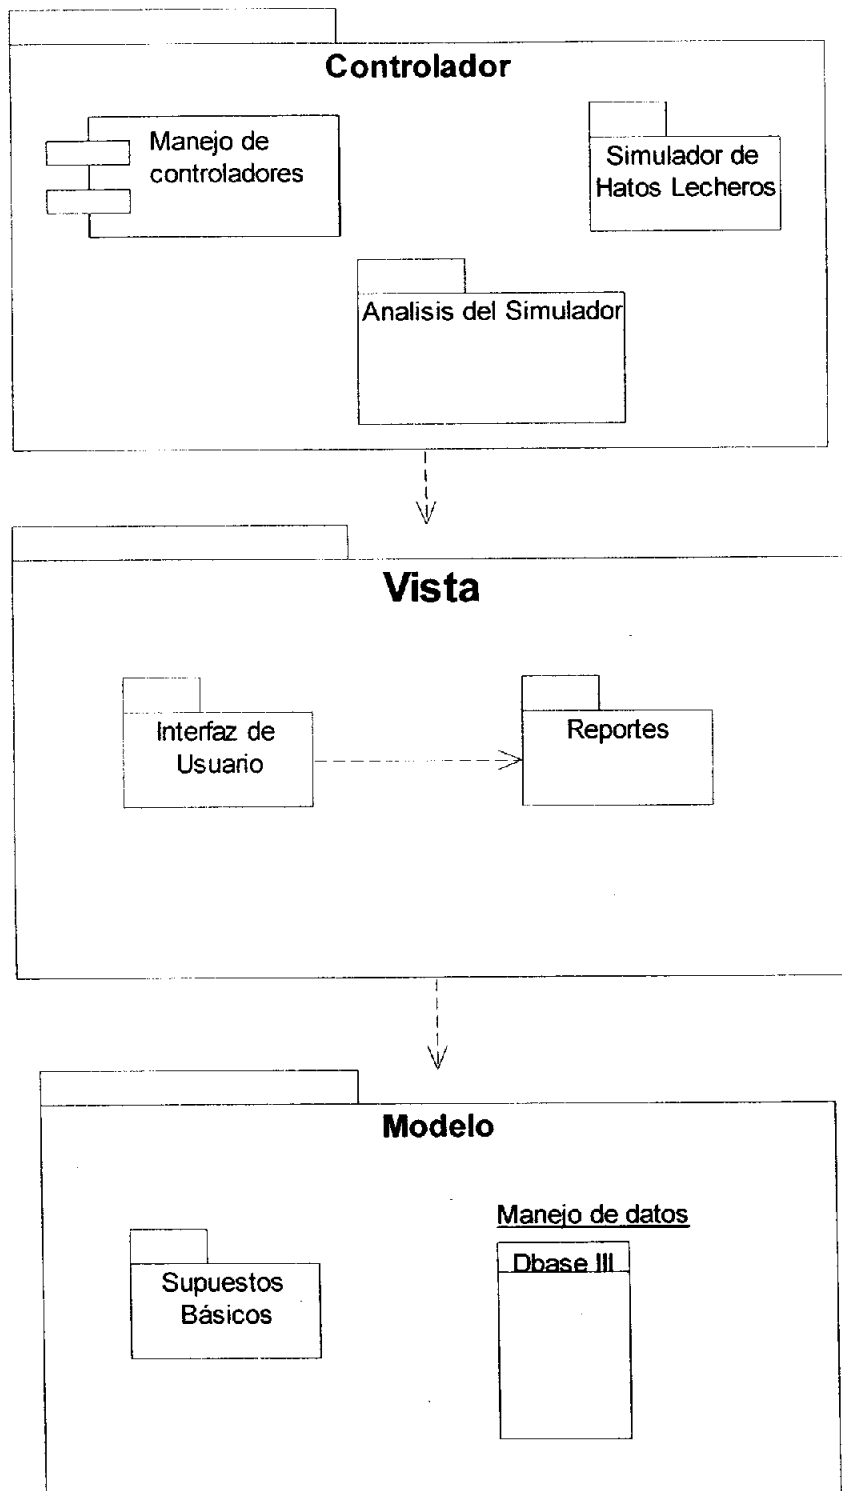 Controlador
Manejo de
controladores
Simulador de
Hatos Lecheros
Analisis del Simulador
Vista
Interfaz de
Usuario
Reportes
Modelo
Manejo de datos
Supuestos
Básicos
Dbase III